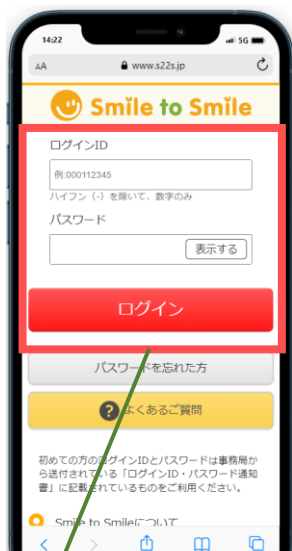 14:22
5G
AA
www.s22s.jp
Smile to Smile
ログインID
例:000112345
ハイフン（-）を除いて、数字のみ
パスワード
表示する
ログイン
パスワードを忘れた方
? よくあるご質問
初めての方のログインIDとパスワードは事務局か
ら送付されている「ログインID・パスワード通知
書」に記載されているものをご利用ください。
Smile to Smileについて